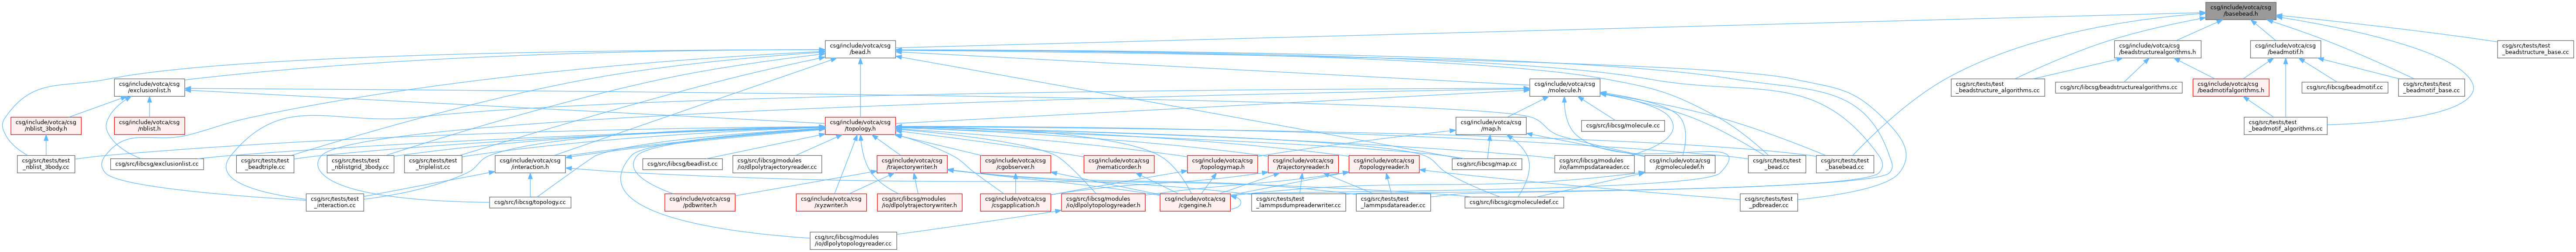 csg/include/votca/csg
/basebead.h
csg/include/votca/csg
/bead.h
csg/include/votca/csg
/beadstructurealgorithms.h
csg/include/votca/csg
/beadmotif.h
csg/src/tests/test
_beadstructure_base.cc
csg/include/votca/csg
/exclusionlist.h
csg/include/votca/csg
/molecule.h
csg/src/tests/test
_beadstructure_algorithms.cc
csg/src/libcsg/beadstructurealgorithms.cc
csg/include/votca/csg
/beadmotifalgorithms.h
csg/src/libcsg/beadmotif.cc
csg/src/tests/test
_beadmotif_base.cc
csg/include/votca/csg
/nblist_3body.h
csg/include/votca/csg
/nblist.h
csg/include/votca/csg
/topology.h
csg/include/votca/csg
/map.h
csg/src/libcsg/molecule.cc
csg/src/tests/test
_beadmotif_algorithms.cc
csg/src/tests/test
_nblist_3body.cc
csg/src/libcsg/exclusionlist.cc
csg/src/tests/test
_beadtriple.cc
csg/src/tests/test
_nblistgrid_3body.cc
csg/src/tests/test
_triplelist.cc
csg/include/votca/csg
/interaction.h
csg/src/libcsg/beadlist.cc
csg/src/libcsg/modules
/io/dlpolytrajectoryreader.cc
csg/include/votca/csg
/trajectorywriter.h
csg/include/votca/csg
/cgobserver.h
csg/include/votca/csg
/nematicorder.h
csg/include/votca/csg
/topologymap.h
csg/include/votca/csg
/trajectoryreader.h
csg/include/votca/csg
/topologyreader.h
csg/src/libcsg/map.cc
csg/src/libcsg/modules
/io/lammpsdatareader.cc
csg/include/votca/csg
/cgmoleculedef.h
csg/src/tests/test
_bead.cc
csg/src/tests/test
_basebead.cc
csg/src/tests/test
_interaction.cc
csg/src/libcsg/topology.cc
csg/include/votca/csg
/pdbwriter.h
csg/include/votca/csg
/xyzwriter.h
csg/src/libcsg/modules
/io/dlpolytrajectorywriter.h
csg/include/votca/csg
/csgapplication.h
csg/src/libcsg/modules
/io/dlpolytopologyreader.h
csg/include/votca/csg
/cgengine.h
csg/src/tests/test
_lammpsdumpreaderwriter.cc
csg/src/tests/test
_lammpsdatareader.cc
csg/src/libcsg/cgmoleculedef.cc
csg/src/tests/test
_pdbreader.cc
csg/src/libcsg/modules
/io/dlpolytopologyreader.cc